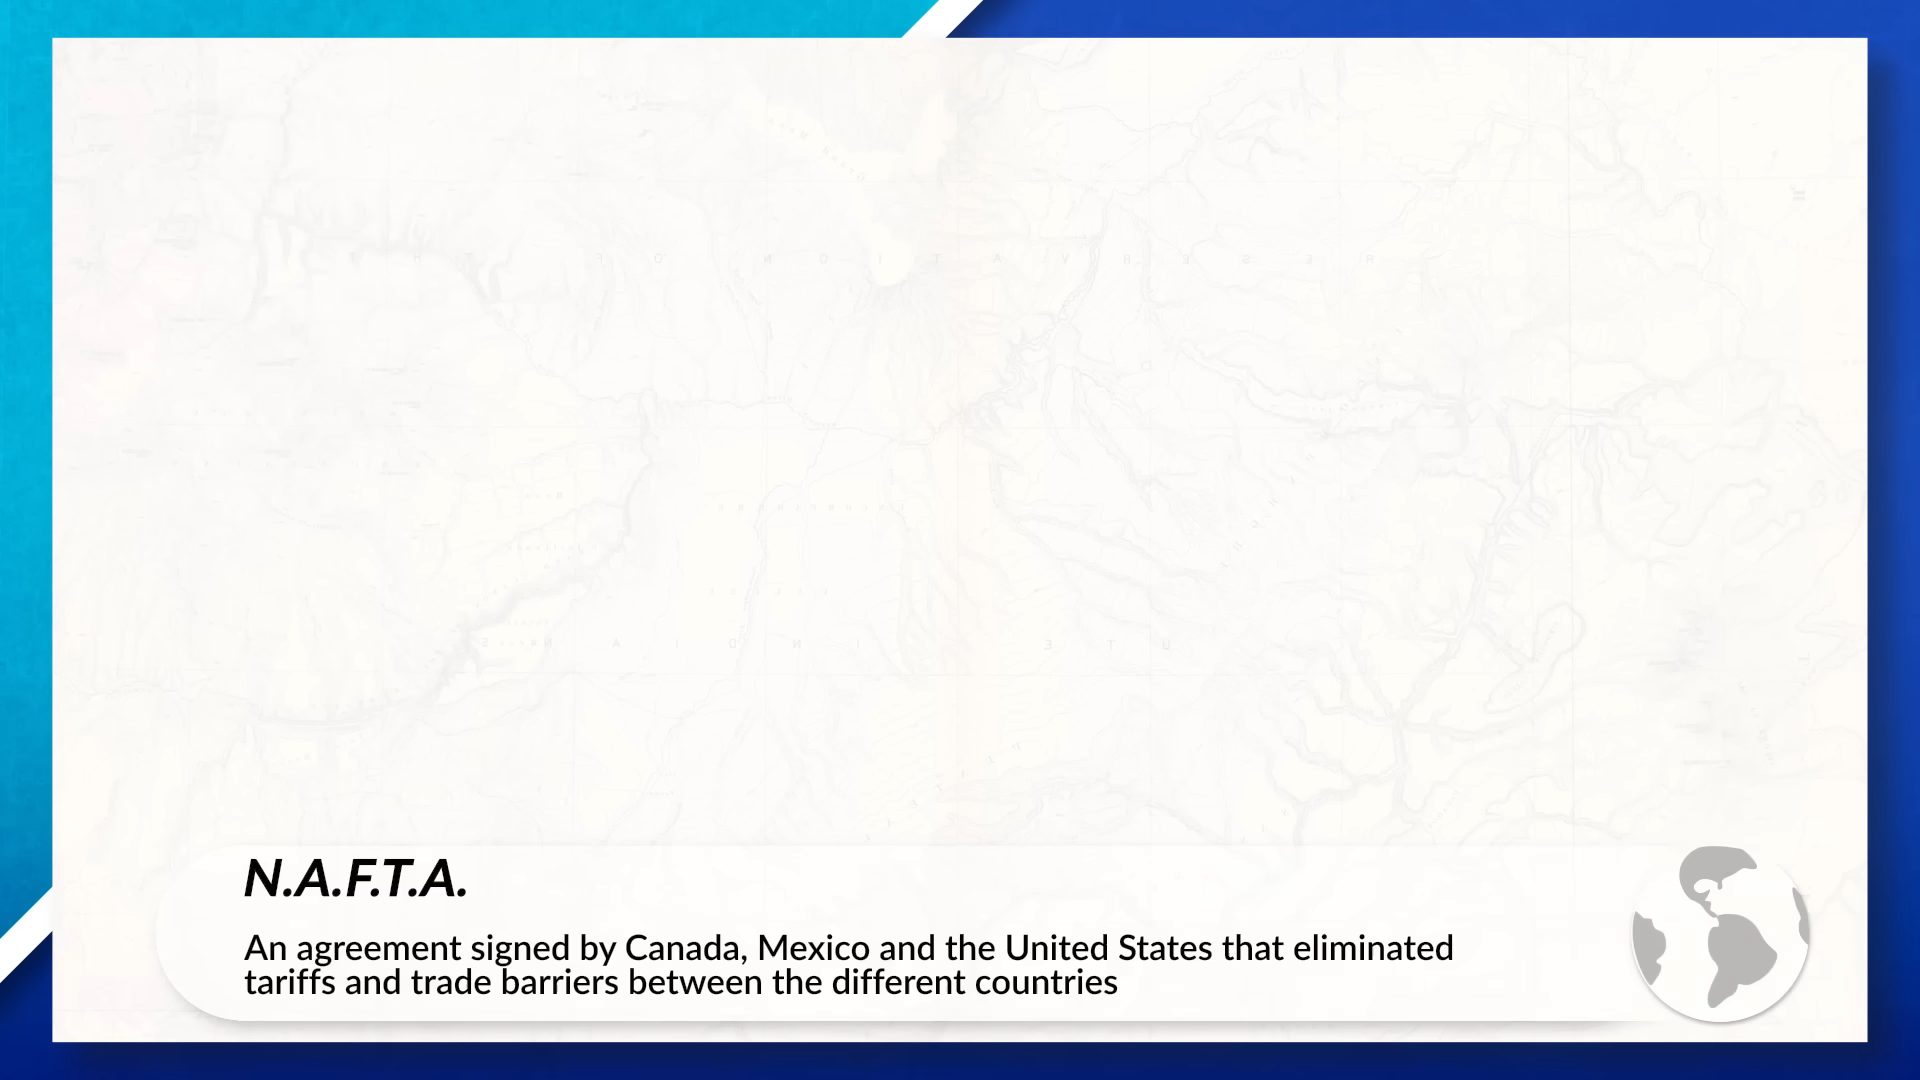 N.A.F.T.A.
An agreement signed by Canada, Mexico and the United States that eliminated
tariffs and trade barriers between the different countries